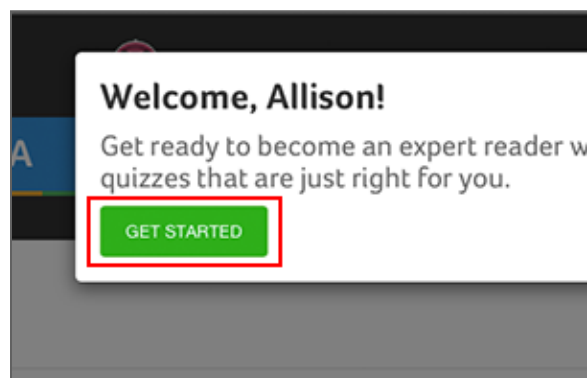 Welcome, Allison!
A
Get ready to become an expert reader w
quizzes that are just right for you.
GET STARTED